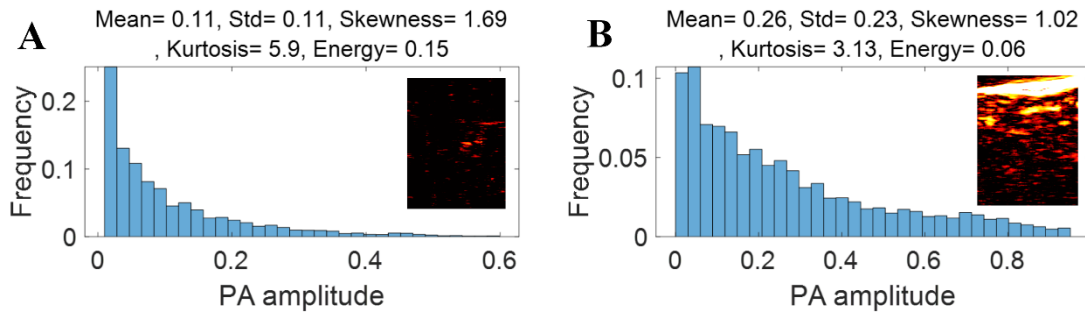 A
Mean= 0.11, Std= 0.11, Skewness= 1.69
, Kurtosis= 5.9, Energy= 0.15
Frequency
0.2
0.1
0
0 0.2 0.4 0.6
PA amplitude
B
Mean= 0.26, Std= 0.23, Skewness= 1.02
, Kurtosis= 3.13, Energy= 0.06
Frequency
0.1
0.05
0
0 0.2 0.4 0.6 0.8
PA amplitude